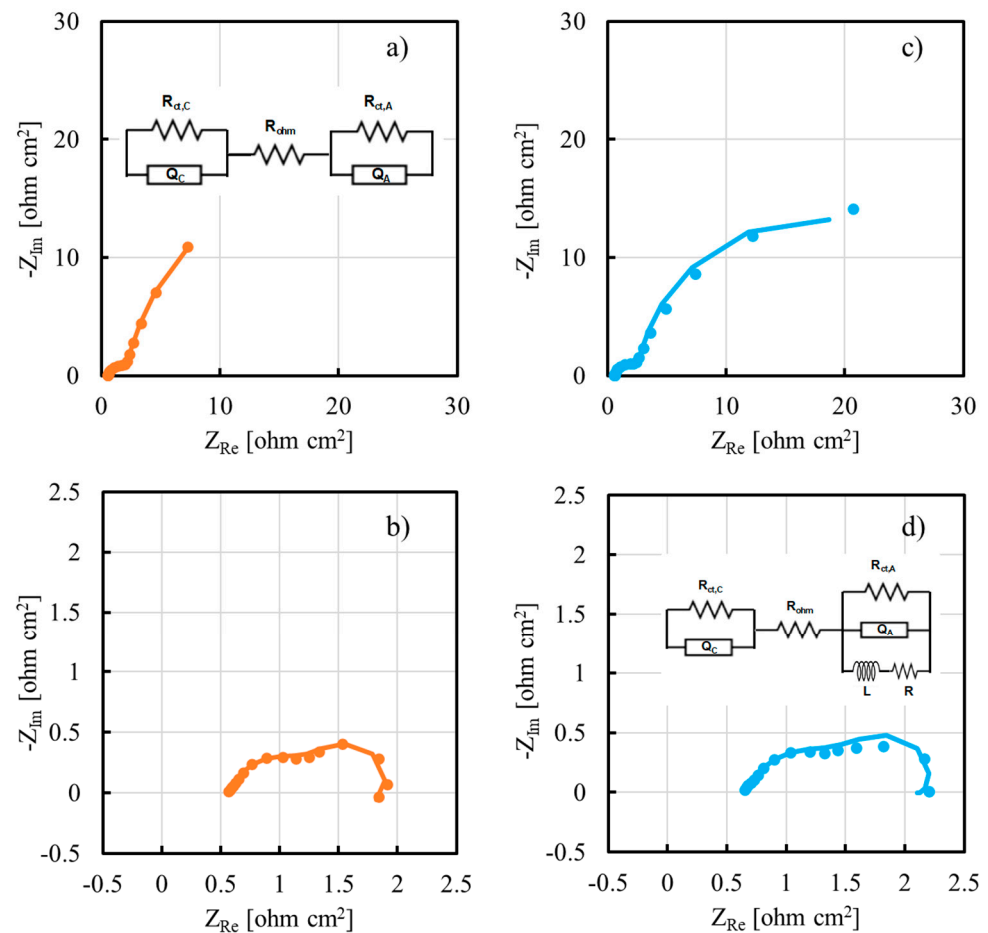 a)
30
20
10
0
-Z_Im [ohm cm²]
R_ct,C
R_ohm
R_ct,A
Q_C
Q_A
0 10 20 30
Z_Re [ohm cm²]
c)
30
20
10
0
-Z_Im [ohm cm²]
0 10 20 30
Z_Re [ohm cm²]
b)
2.5
2
1.5
1
0.5
0
-0.5
-Z_Im [ohm cm²]
-0.5 0 0.5 1 1.5 2 2.5
Z_Re [ohm cm²]
d)
2.5
2
1.5
1
0.5
0
-0.5
-Z_Im [ohm cm²]
R_ct,C
R_ohm
R_ct,A
Q_C
Q_A
L R
-0.5 0 0.5 1 1.5 2 2.5
Z_Re [ohm cm²]